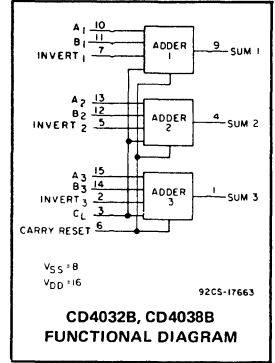 A1 10
B1 11
INVERT1 7
ADDER
1
9 SUM 1
A2 13
B2 12
INVERT2 5
ADDER
2
4 SUM 2
A3 15
B3 14
INVERT3 2
CL 3
CARRY RESET 6
ADDER
3
1 SUM 3
VSS = 8
VDD = 16
92CS-17663
CD4032B, CD4038B
FUNCTIONAL DIAGRAM